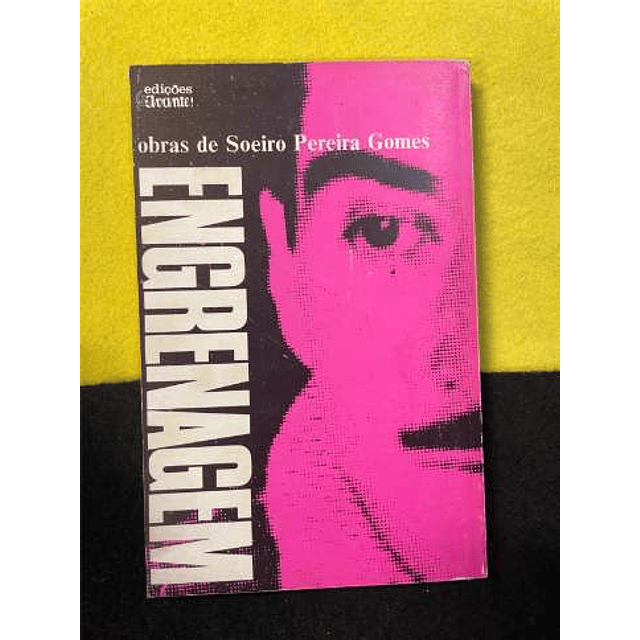 edições
Avante!
obras de Soeiro Pereira Gomes
ENGRENAGEM